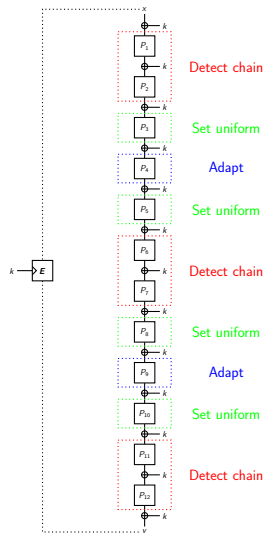 x
k
P1
k Detect chain
P2
k
P3 Set uniform
k
P4 Adapt
k
P5 Set uniform
k
P6
k E k Detect chain
P7
k
P8 Set uniform
k
P9 Adapt
k
P10 Set uniform
k
P11
k Detect chain
P12
k
y